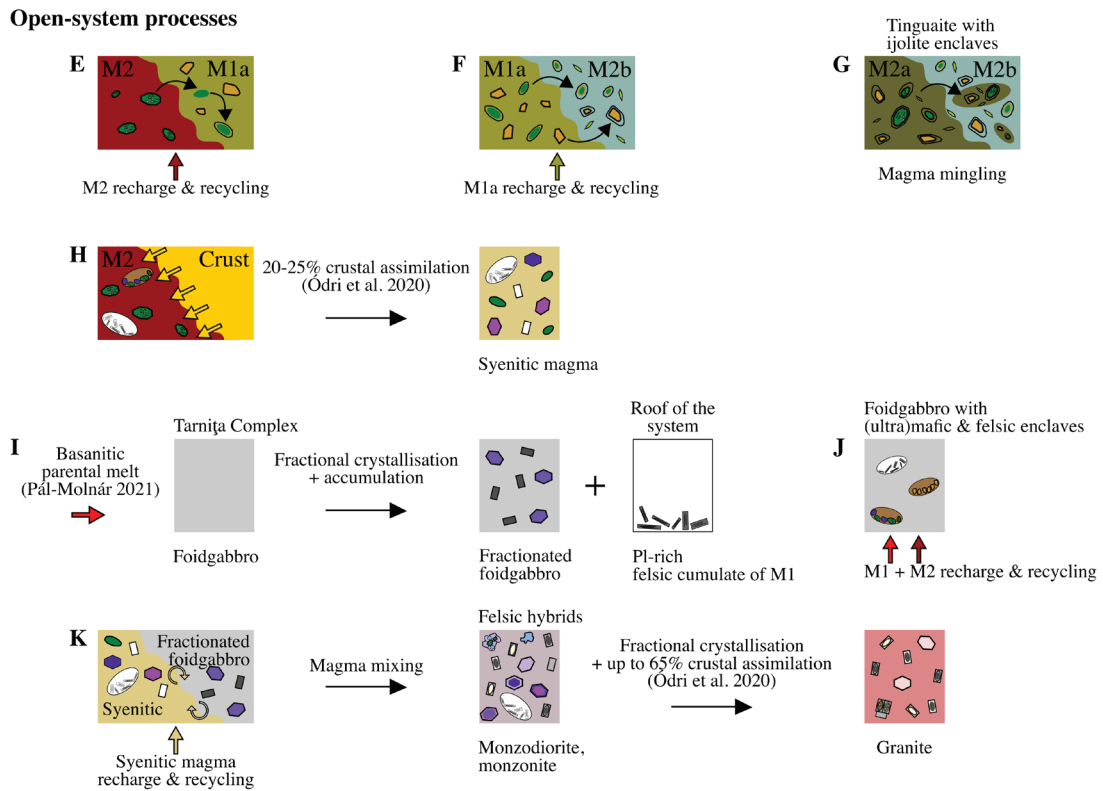 Open-system processes
E
M2
M1a
M2 recharge & recycling
F
M1a
M2b
M1a recharge & recycling
Tinguaite with
ijolite enclaves
G
M2a
M2b
Magma mingling
H
M2
Crust
20-25% crustal assimilation
(Ódri et al. 2020)
Syenitic magma
I
Basanitic
parental melt
(Pál-Molnár 2021)
Tarniţa Complex
Foidgabbro
Fractional crystallisation
+ accumulation
Fractionated
foidgabbro
+
Roof of the
system
Pl-rich
felsic cumulate of M1
Foidgabbro with
(ultra)mafic & felsic enclaves
J
M1 + M2 recharge & recycling
K
Fractionated
foidgabbro
Syenitic
Syenitic magma
recharge & recycling
Magma mixing
Felsic hybrids
Monzodiorite,
monzonite
Fractional crystallisation
+ up to 65% crustal assimilation
(Ódri et al. 2020)
Granite